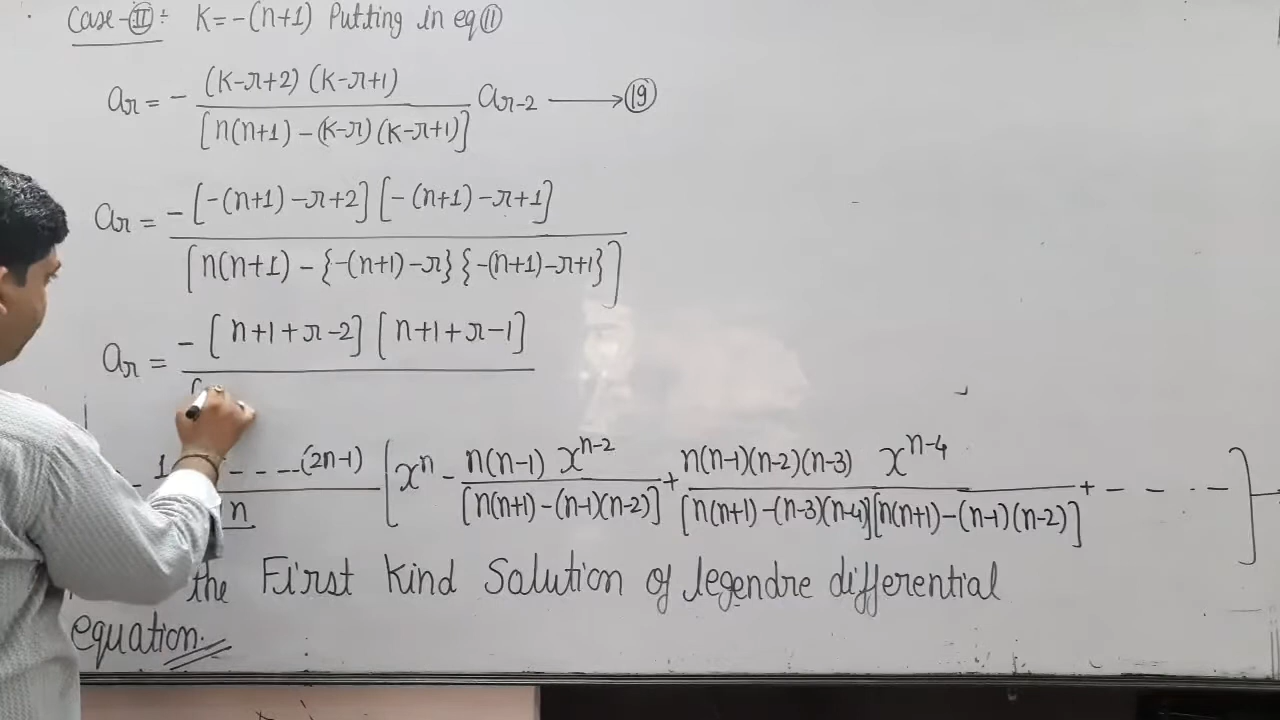 Case-II:- K=-(n+1) Putting in eq 11
ar = - (K-r+2) (K-r+1) / [n(n+1) - (K-r) (K-r+1)] ar-2 ⟶ 19
ar = -[-(n+1) -r+2] [-(n+1) -r+1] / [n(n+1) - {-(n+1) -r} {-(n+1)-r+1}]
ar = -[n+1+r-2] [n+1+r-1] /
1 - - - -(2n-1) / n [x^n - n(n-1) x^(n-2) / [n(n+1) - (n-1)(n-2)] + n(n-1)(n-2)(n-3) x^(n-4) / [n(n+1) -(n-3)(n-4)][n(n+1) - (n-1)(n-2)] + - - - -]
the First kind Solution of legendre differential
equation.